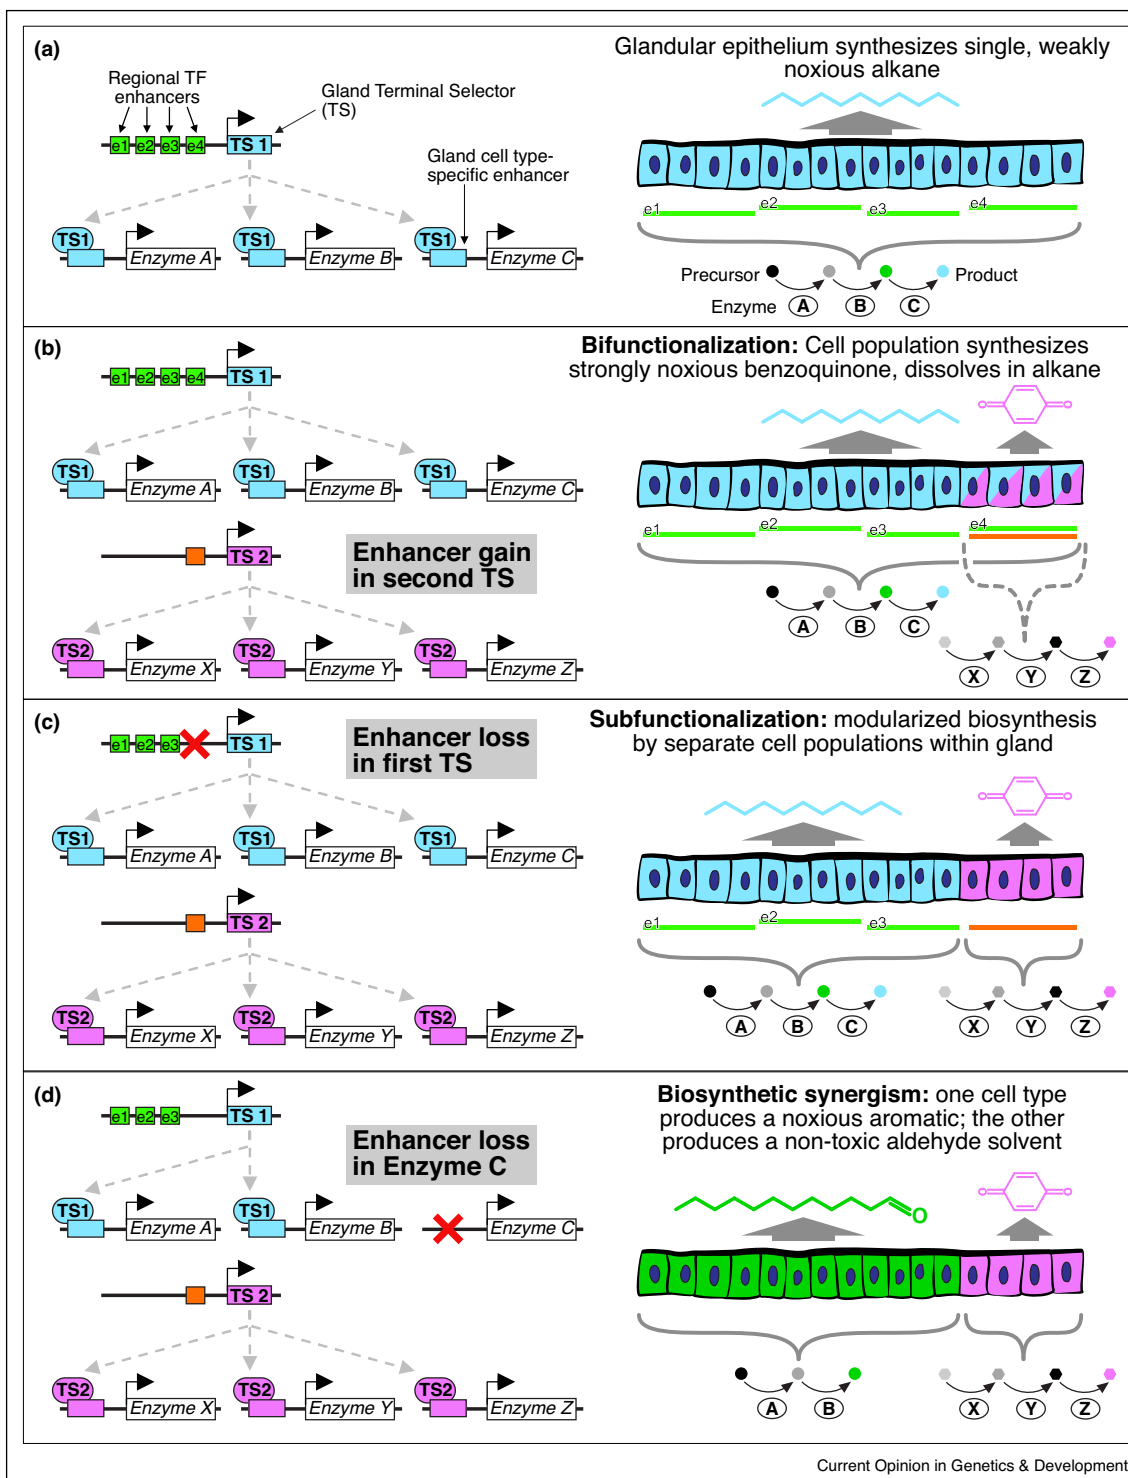 (a)
Regional TF
enhancers
Gland Terminal Selector
(TS)
e1 e2 e3 e4 TS 1
Gland cell type-
specific enhancer
TS1 Enzyme A TS1 Enzyme B TS1 Enzyme C
Glandular epithelium synthesizes single, weakly
noxious alkane
e1 e2 e3 e4
Precursor Product
Enzyme A B C
(b)
e1 e2 e3 e4 TS 1
TS1 Enzyme A TS1 Enzyme B TS1 Enzyme C
TS 2
Enhancer gain
in second TS
TS2 Enzyme X TS2 Enzyme Y TS2 Enzyme Z
Bifunctionalization: Cell population synthesizes
strongly noxious benzoquinone, dissolves in alkane
O O
e1 e2 e3 e4
A B C
X Y Z
(c)
e1 e2 e3 TS 1
Enhancer loss
in first TS
TS1 Enzyme A TS1 Enzyme B TS1 Enzyme C
TS 2
TS2 Enzyme X TS2 Enzyme Y TS2 Enzyme Z
Subfunctionalization: modularized biosynthesis
by separate cell populations within gland
O O
e1 e2 e3
A B C X Y Z
(d)
e1 e2 e3 TS 1
Enhancer loss
in Enzyme C
TS1 Enzyme A TS1 Enzyme B Enzyme C
TS 2
TS2 Enzyme X TS2 Enzyme Y TS2 Enzyme Z
Biosynthetic synergism: one cell type
produces a noxious aromatic; the other
produces a non-toxic aldehyde solvent
O O O
A B X Y Z
Current Opinion in Genetics & Development